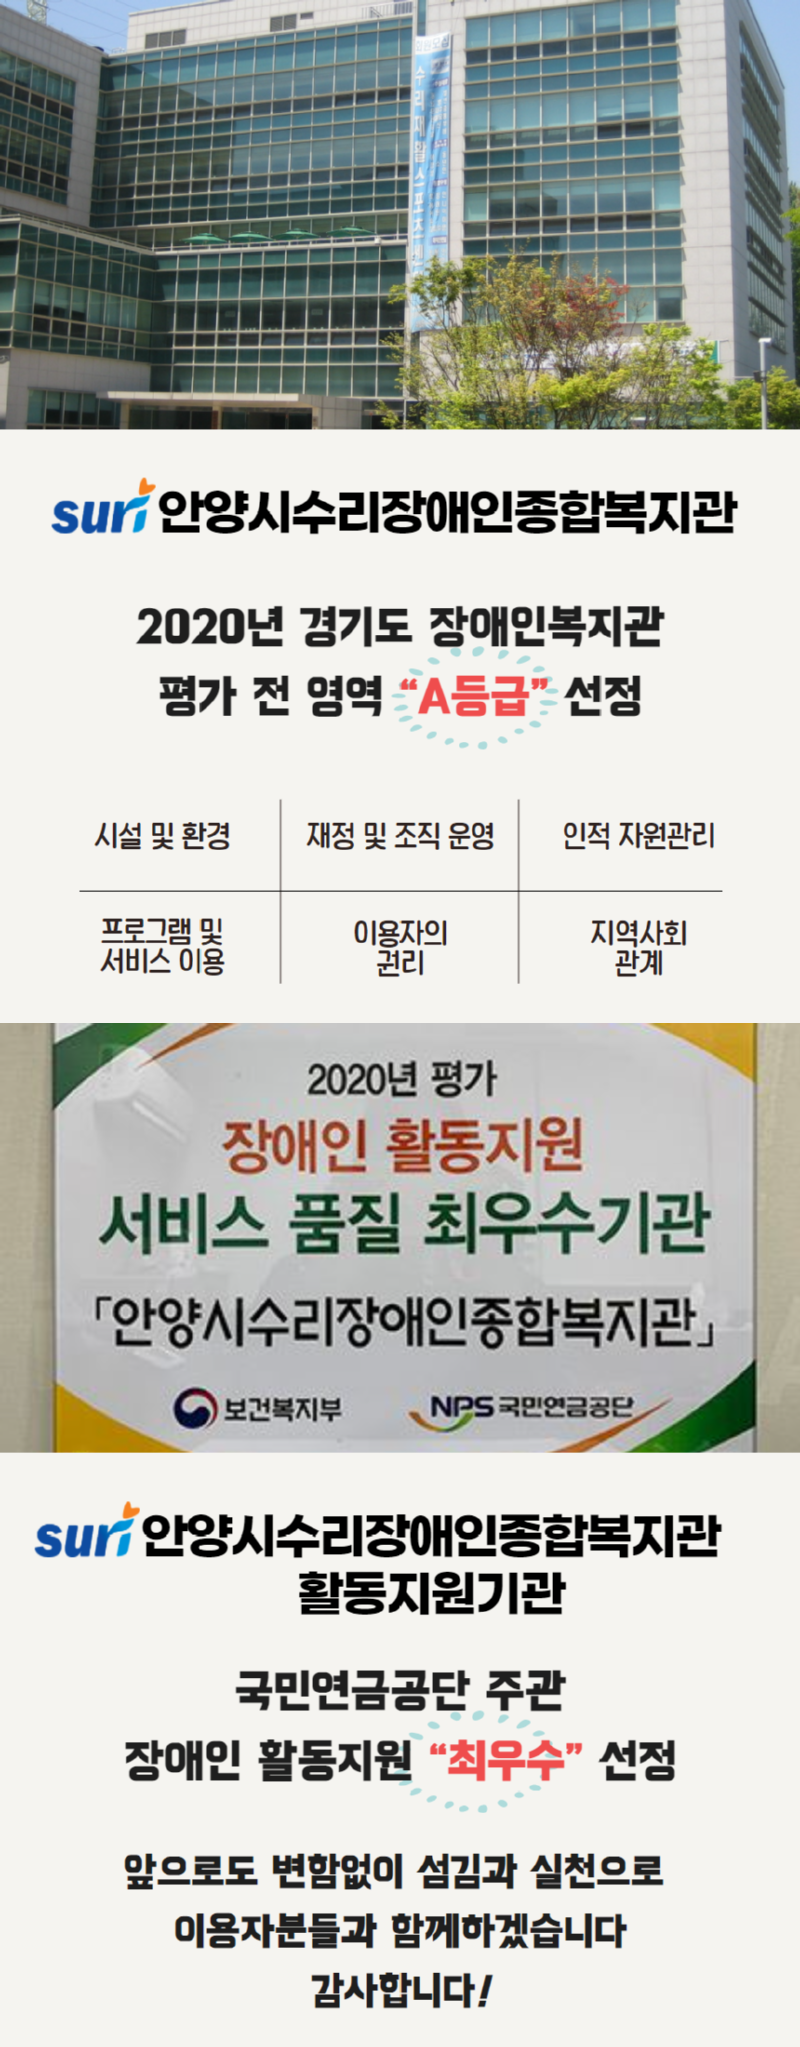 수리재활스포츠센
suri 안양시수리장애인종합복지관
2020년 경기도 장애인복지관
평가 전 영역 “A등급” 선정
시설 및 환경
재정 및 조직 운영
인적 자원관리
프로그램 및
서비스 이용
이용자의
권리
지역사회
관계
2020년 평가
장애인 활동지원
서비스 품질 최우수기관
「안양시수리장애인종합복지관」
보건복지부
NPS 국민연금공단
suri 안양시수리장애인종합복지관
활동지원기관
국민연금공단 주관
장애인 활동지원 “최우수” 선정
앞으로도 변함없이 섬김과 실천으로
이용자분들과 함께하겠습니다
감사합니다!